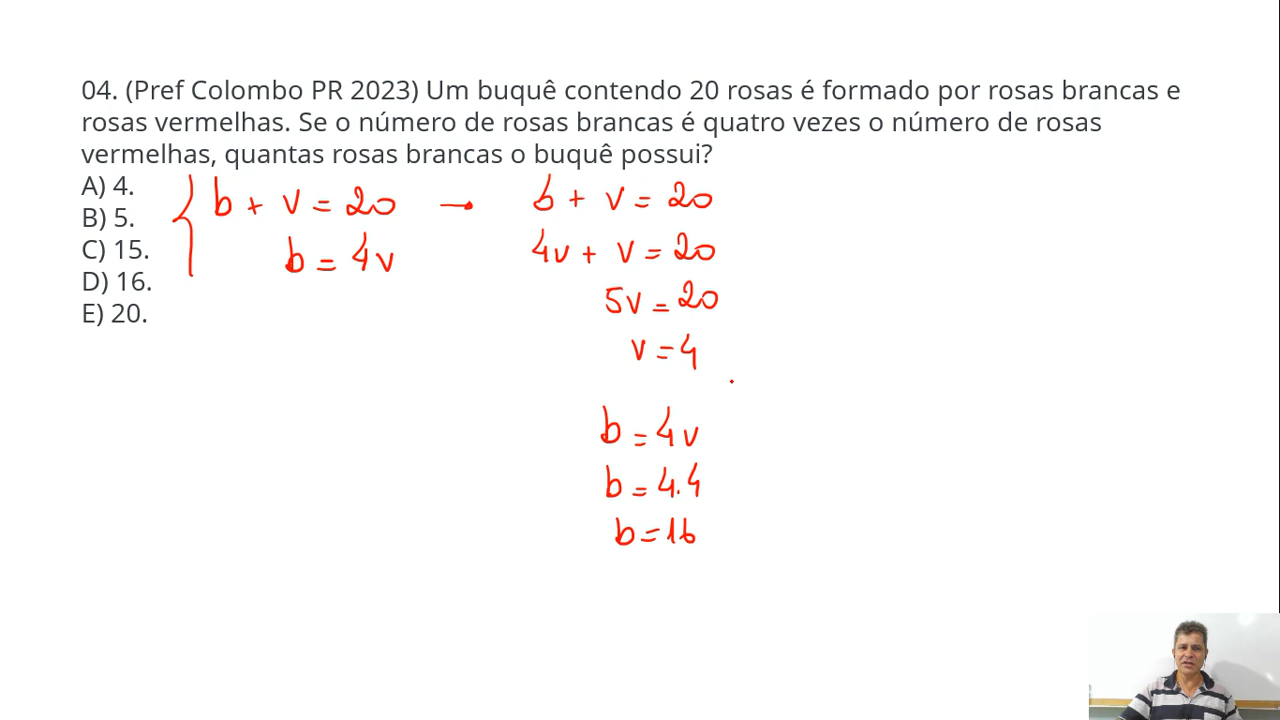 04. (Pref Colombo PR 2023) Um buquê contendo 20 rosas é formado por rosas brancas e
rosas vermelhas. Se o número de rosas brancas é quatro vezes o número de rosas
vermelhas, quantas rosas brancas o buquê possui?
A) 4.
B) 5.
C) 15.
D) 16.
E) 20.
b + v = 20 →
b = 4v
b + v = 20
4v + v = 20
5v = 20
v = 4
b = 4v
b = 4.4
b = 16